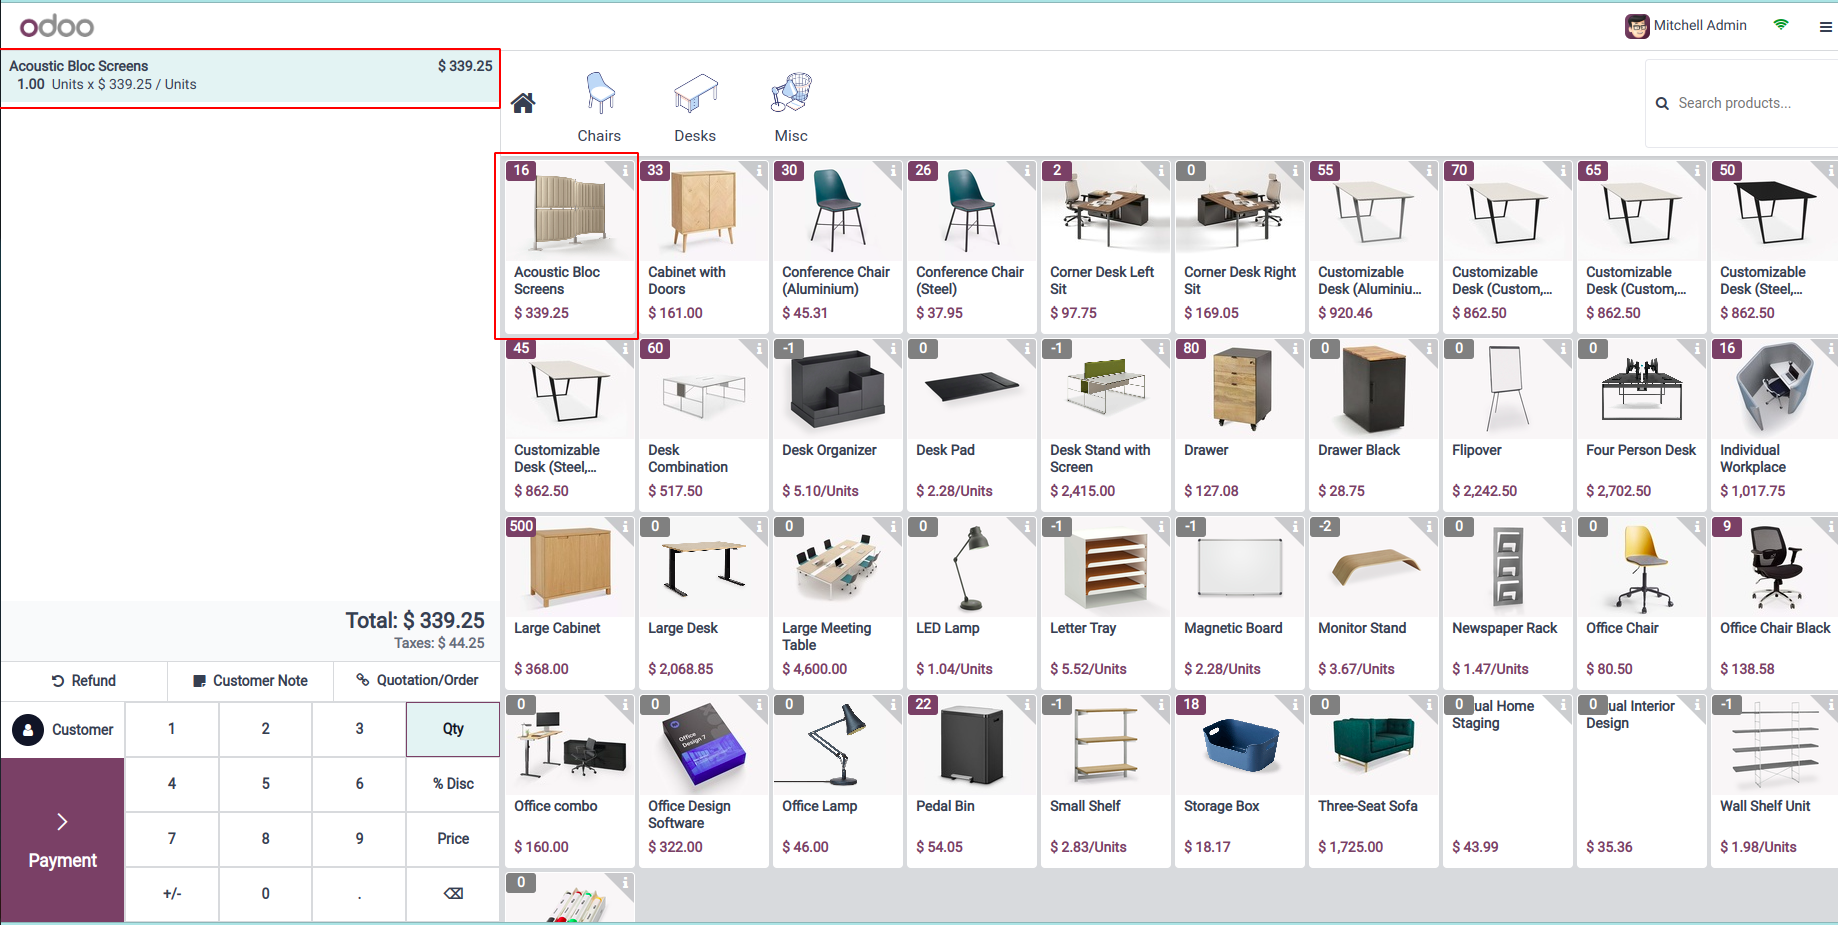 odoo
Mitchell Admin
Acoustic Bloc Screens $ 339.25
1.00 Units x $ 339.25 / Units
Chairs
Desks
Misc
Search products...
16
Acoustic Bloc
Screens
$ 339.25
33
Cabinet with
Doors
$ 161.00
30
Conference Chair
(Aluminium)
$ 45.31
26
Conference Chair
(Steel)
$ 37.95
2
Corner Desk Left
Sit
$ 97.75
0
Corner Desk Right
Sit
$ 169.05
55
Customizable
Desk (Aluminiu...
$ 920.46
70
Customizable
Desk (Custom,...
$ 862.50
65
Customizable
Desk (Custom,...
$ 862.50
50
Customizable
Desk (Steel,...
$ 862.50
45
Customizable
Desk (Steel,...
$ 862.50
60
Desk
Combination
$ 517.50
-1
Desk Organizer
$ 5.10/Units
0
Desk Pad
$ 2.28/Units
-1
Desk Stand with
Screen
$ 2,415.00
80
Drawer
$ 127.08
0
Drawer Black
$ 28.75
0
Flipover
$ 2,242.50
0
Four Person Desk
$ 2,702.50
16
Individual
Workplace
$ 1,017.75
500
Large Cabinet
$ 368.00
0
Large Desk
$ 2,068.85
0
Large Meeting
Table
$ 4,600.00
0
LED Lamp
$ 1.04/Units
-1
Letter Tray
$ 5.52/Units
-1
Magnetic Board
$ 2.28/Units
-2
Monitor Stand
$ 3.67/Units
0
Newspaper Rack
$ 1.47/Units
0
Office Chair
$ 80.50
9
Office Chair Black
$ 138.58
0
Office combo
$ 160.00
0
Office
Design 7
Office Design
Software
$ 322.00
0
Office Lamp
$ 46.00
22
Pedal Bin
$ 54.05
-1
Small Shelf
$ 2.83/Units
18
Storage Box
$ 18.17
0
Three-Seat Sofa
$ 1,725.00
0
ual Home
Staging
$ 43.99
0
ual Interior
Design
$ 35.36
-1
Wall Shelf Unit
$ 1.98/Units
0
Total: $ 339.25
Taxes: $ 44.25
Refund
Customer Note
Quotation/Order
Customer
1 2 3 Qty
4 5 6 % Disc
7 8 9 Price
+/- 0 .
Payment